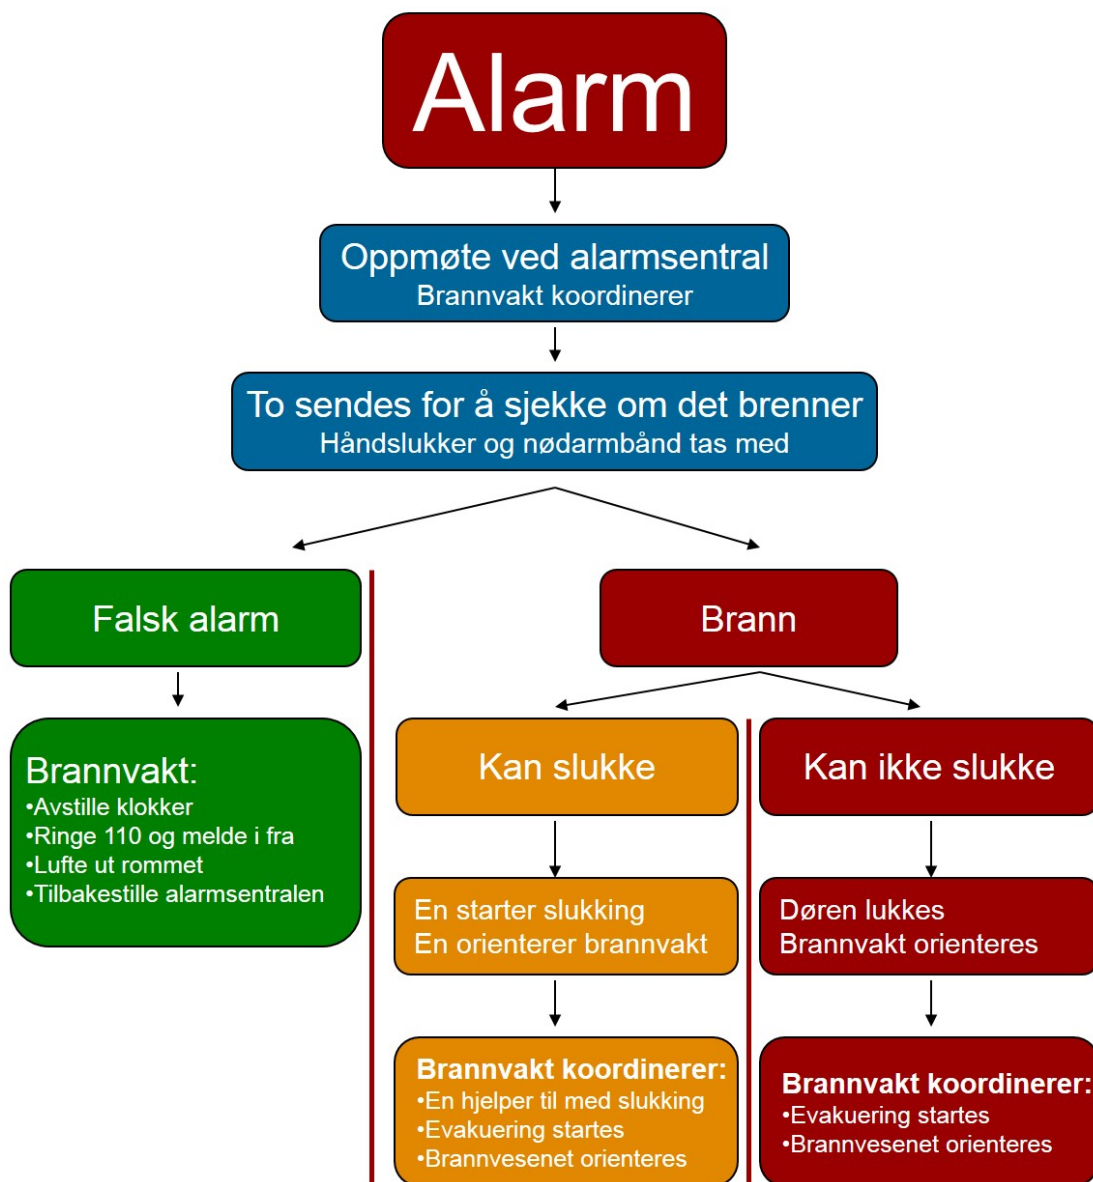 Alarm
Oppmøte ved alarmsentral
Brannvakt koordinerer
To sendes for å sjekke om det brenner
Håndslukker og nødarmbånd tas med
Falsk alarm
Brannvakt:
•Avstille klokker
•Ringe 110 og melde i fra
•Lufte ut rommet
•Tilbakestille alarmsentralen
Brann
Kan slukke
En starter slukking
En orienterer brannvakt
Brannvakt koordinerer:
•En hjelper til med slukking
•Evakuering startes
•Brannvesenet orienteres
Kan ikke slukke
Døren lukkes
Brannvakt orienteres
Brannvakt koordinerer:
•Evakuering startes
•Brannvesenet orienteres